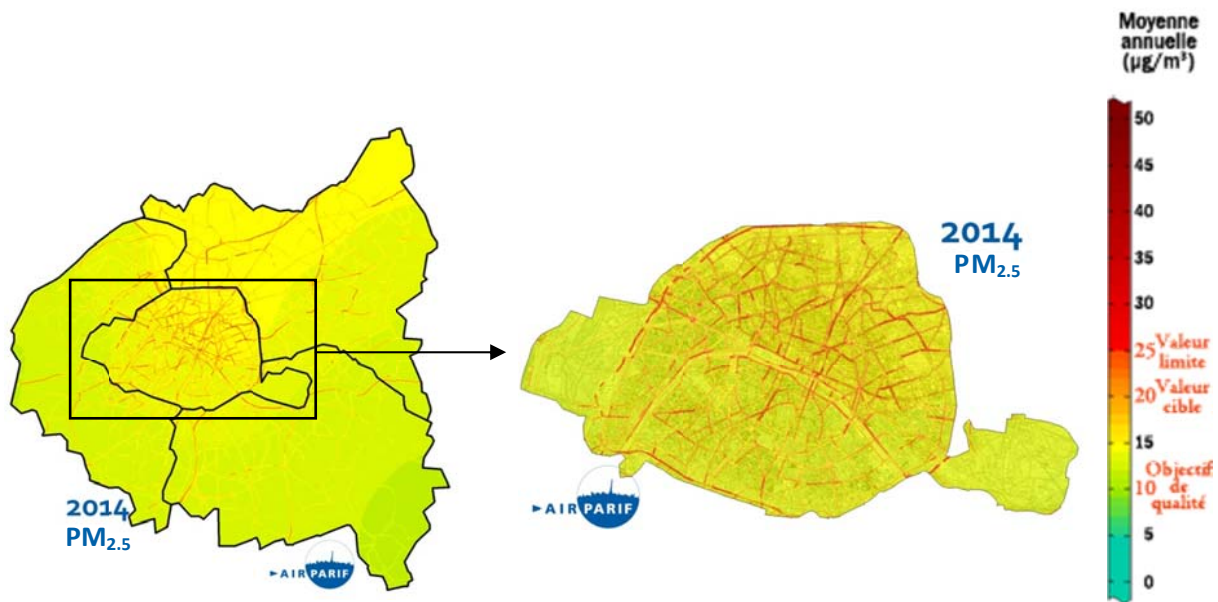 2014
PM2.5
AIRPARIF
2014
PM2.5
AIRPARIF
Moyenne
annuelle
(µg/m³)
50
45
40
35
30
25 Valeur
limite
20 Valeur
cible
15
Objectif
10 de
qualité
5
0